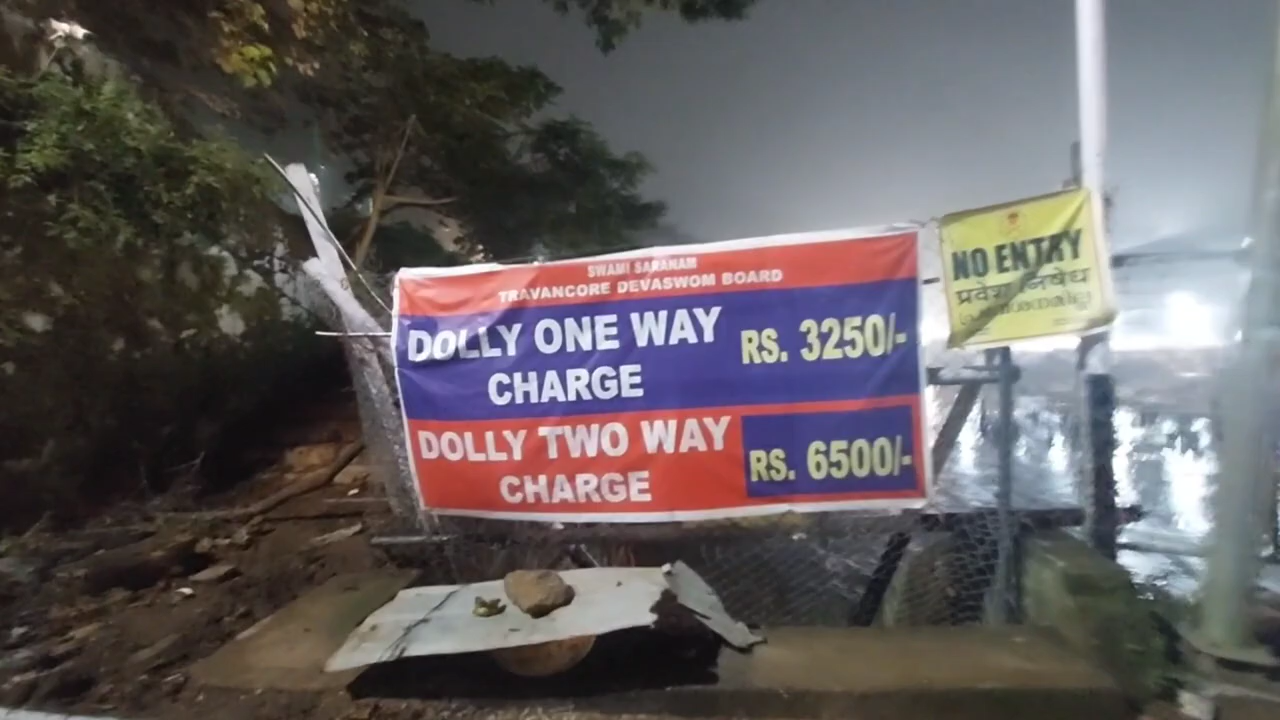 SWAMI SARANAM
TRAVANCORE DEVASWOM BOARD
DOLLY ONE WAY
CHARGE
RS. 3250/-
DOLLY TWO WAY
CHARGE
RS. 6500/-
NO ENTRY
प्रवेश निषेध